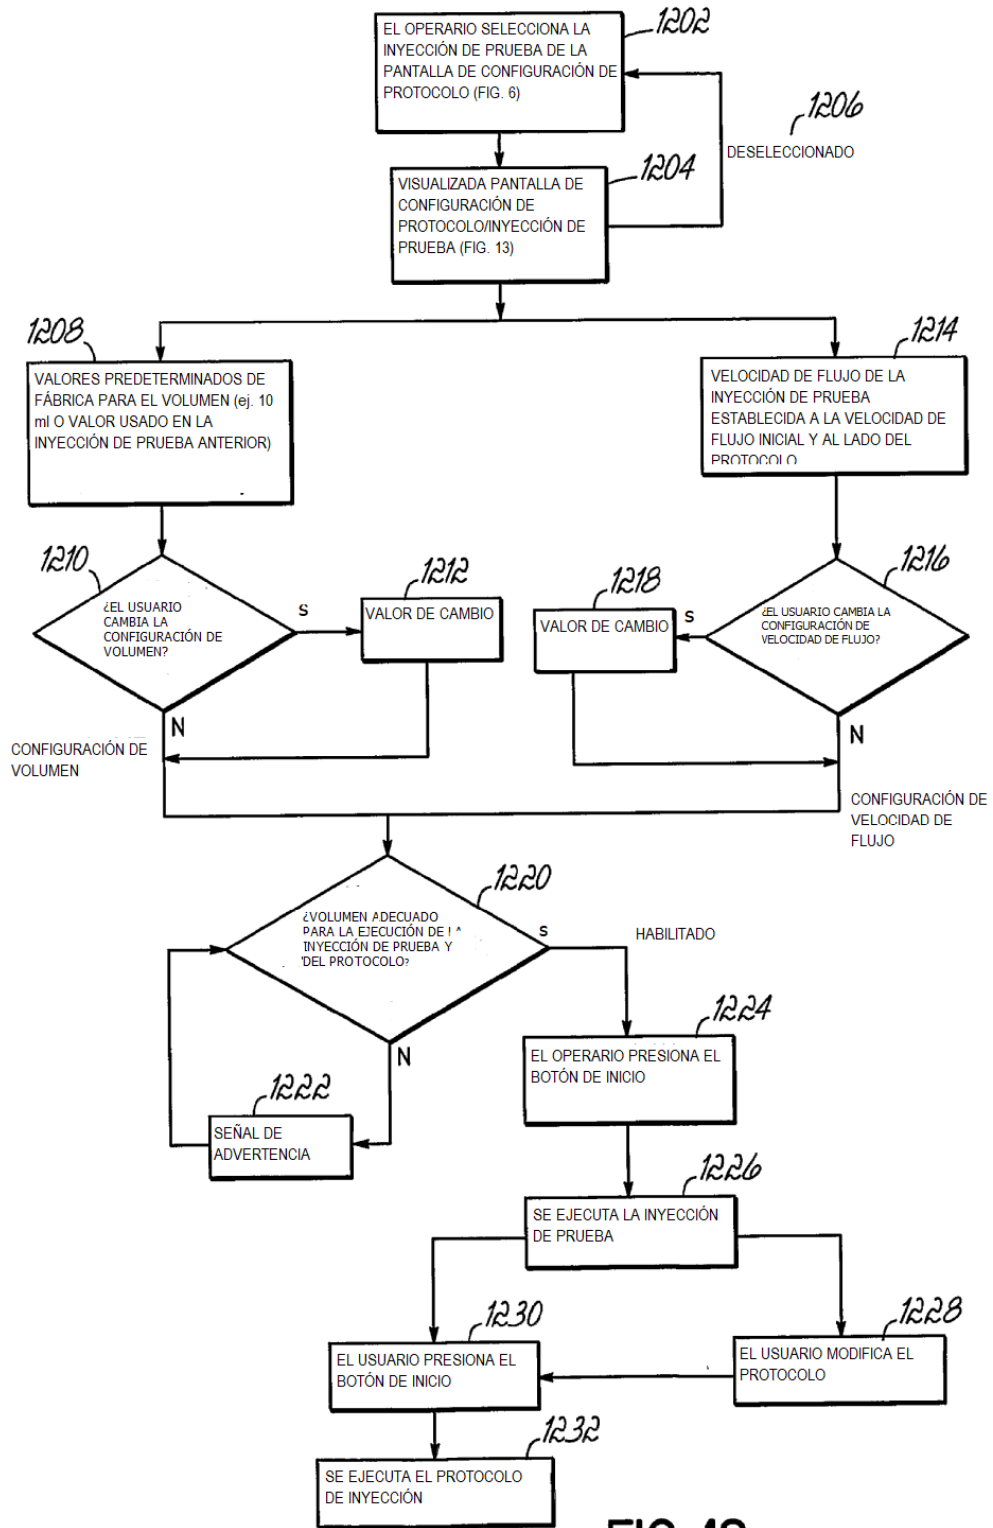 1202
EL OPERARIO SELECCIONA LA
INYECCIÓN DE PRUEBA DE LA
PANTALLA DE CONFIGURACIÓN DE
PROTOCOLO (FIG. 6)
1206
DESELECCIONADO
1204
VISUALIZADA PANTALLA DE
CONFIGURACIÓN DE
PROTOCOLO/INYECCIÓN DE
PRUEBA (FIG. 13)
1208
VALORES PREDETERMINADOS DE
FÁBRICA PARA EL VOLUMEN (ej. 10
ml O VALOR USADO EN LA
INYECCIÓN DE PRUEBA ANTERIOR)
1214
VELOCIDAD DE FLUJO DE LA
INYECCIÓN DE PRUEBA
ESTABLECIDA A LA VELOCIDAD DE
FLUJO INICIAL Y AL LADO DEL
PROTOCOLO
1210
¿EL USUARIO
CAMBIA LA
CONFIGURACIÓN DE
VOLUMEN?
S
1212
VALOR DE CAMBIO
1218
VALOR DE CAMBIO
S
1216
¿EL USUARIO CAMBIA LA
CONFIGURACIÓN DE
VELOCIDAD DE FLUJO?
N
N
CONFIGURACIÓN DE
VOLUMEN
CONFIGURACIÓN DE
VELOCIDAD DE
FLUJO
1220
¿VOLUMEN ADECUADO
PARA LA EJECUCIÓN DE
INYECCIÓN DE PRUEBA Y
DEL PROTOCOLO?
S
HABILITADO
N
1222
SEÑAL DE
ADVERTENCIA
1224
EL OPERARIO PRESIONA EL
BOTÓN DE INICIO
1226
SE EJECUTA LA INYECCIÓN
DE PRUEBA
1230
EL USUARIO PRESIONA EL
BOTÓN DE INICIO
1228
EL USUARIO MODIFICA EL
PROTOCOLO
1232
SE EJECUTA EL PROTOCOLO
DE INYECCIÓN